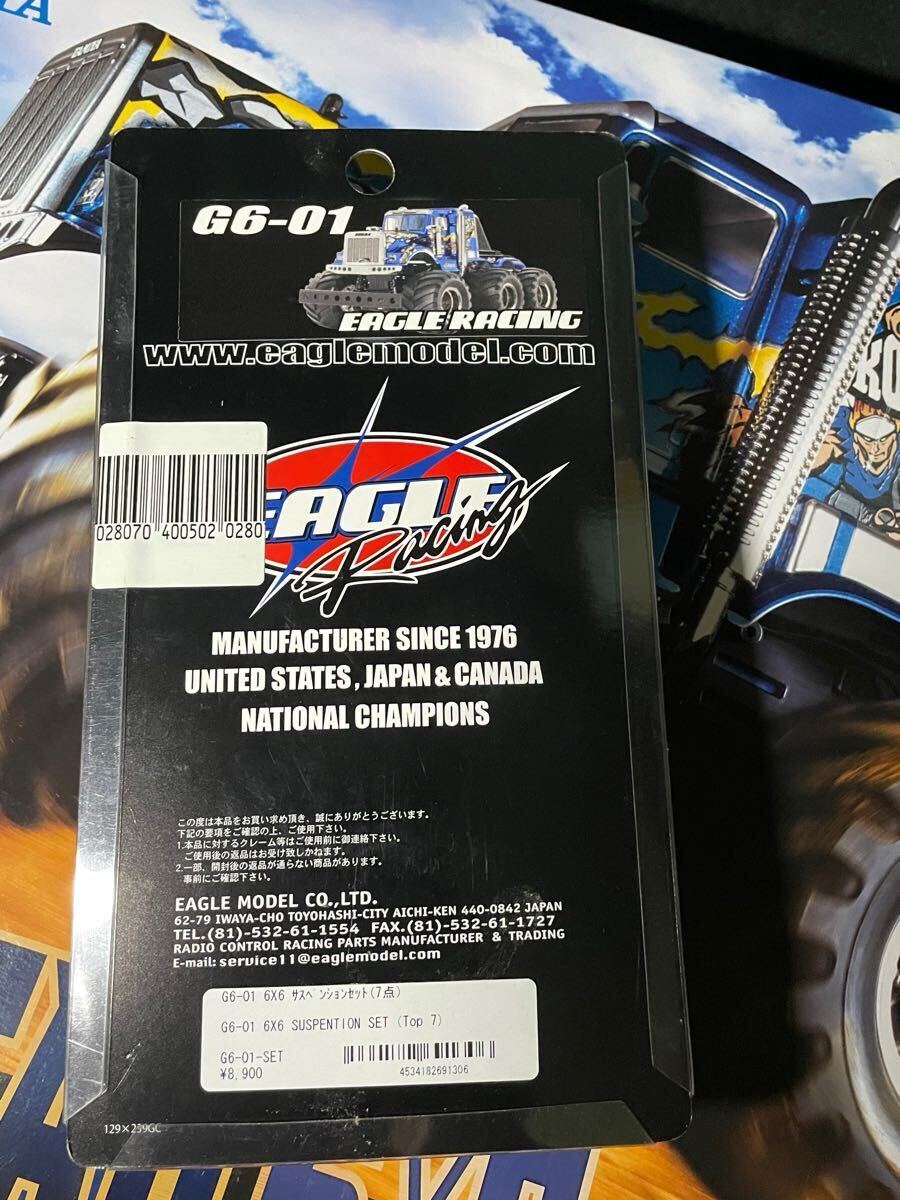 G6-01
EAGLE RACING
www.eaglemodel.com
028070 400502 0280
EAGLE
Racing
MANUFACTURER SINCE 1976
UNITED STATES, JAPAN & CANADA
NATIONAL CHAMPIONS
この度は本品をお買い求め頂き、誠にありがとうございます。
下記の要項をご確認の上、ご使用下さい。
1.本品に対するクレーム等はご使用前に御連絡下さい。
ご使用後の返品はお受け致しかねます。
2.一部、開封後の返品が通らない商品があります。
事前にご確認下さい。
EAGLE MODEL CO.,LTD.
62-79 IWAYA-CHO TOYOHASHI-CITY AICHI-KEN 440-0842 JAPAN
TEL.(81)-532-61-1554 FAX.(81)-532-61-1727
RADIO CONTROL RACING PARTS MANUFACTURER & TRADING
E-mail: service11@eaglemodel.com
G6-01 6X6 ｻｽﾍﾟﾝｼｮﾝｾｯﾄ(7点)
G6-01 6X6 SUSPENTION SET (Top 7)
G6-01-SET
¥8,900
4534182691306
129×259GC